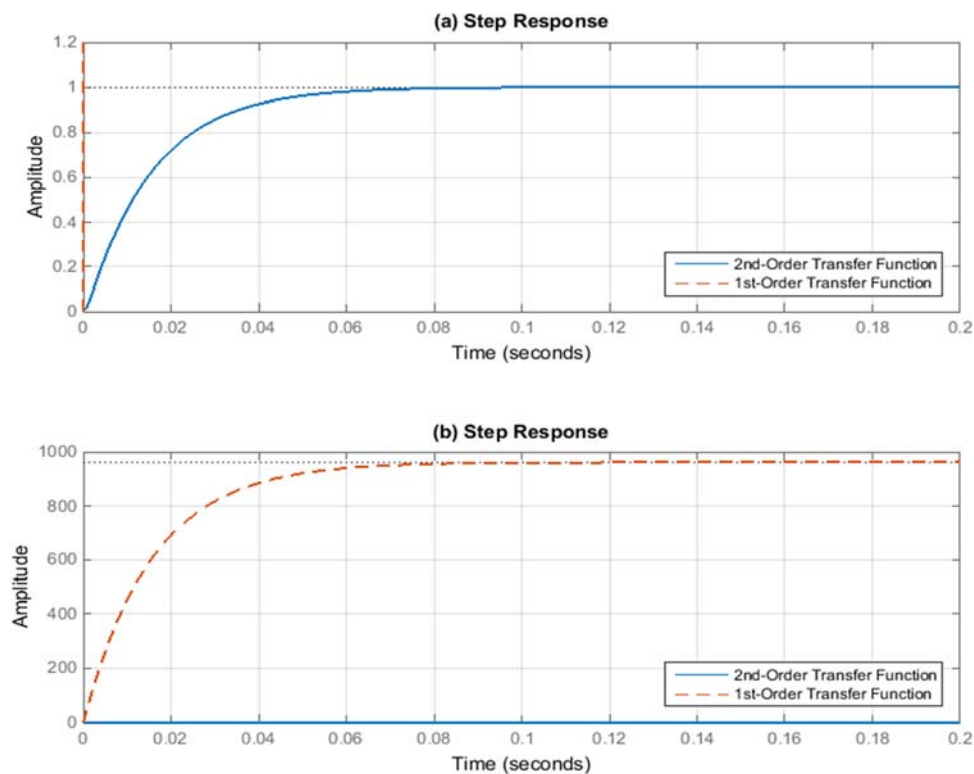 (a) Step Response
1.2
1
0.8
0.6
0.4
0.2
0
Amplitude
2nd-Order Transfer Function
1st-Order Transfer Function
0 0.02 0.04 0.06 0.08 0.1 0.12 0.14 0.16 0.18 0.2
Time (seconds)
(b) Step Response
1000
800
600
400
200
0
Amplitude
2nd-Order Transfer Function
1st-Order Transfer Function
0 0.02 0.04 0.06 0.08 0.1 0.12 0.14 0.16 0.18 0.2
Time (seconds)